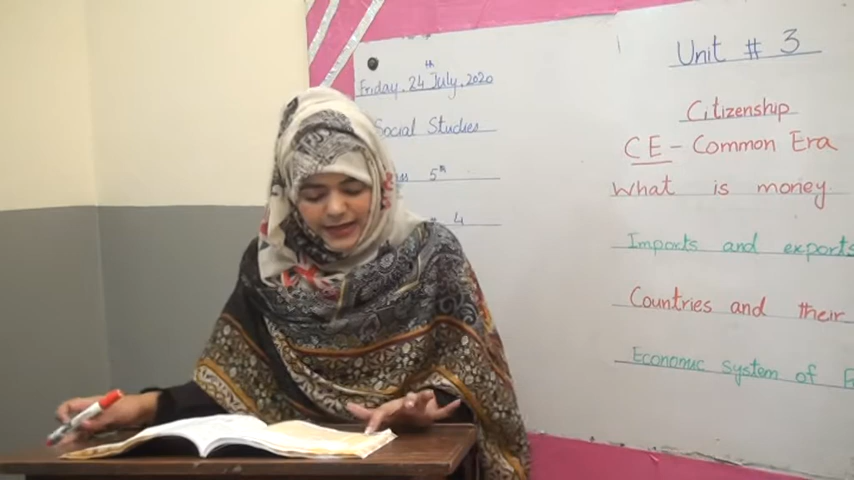 Friday, 24th July, 2020
Social Studies
5th
4
Unit # 3
Citizenship
CE - Common Era
What is money
Imports and exports
Countries and their
Economic system of